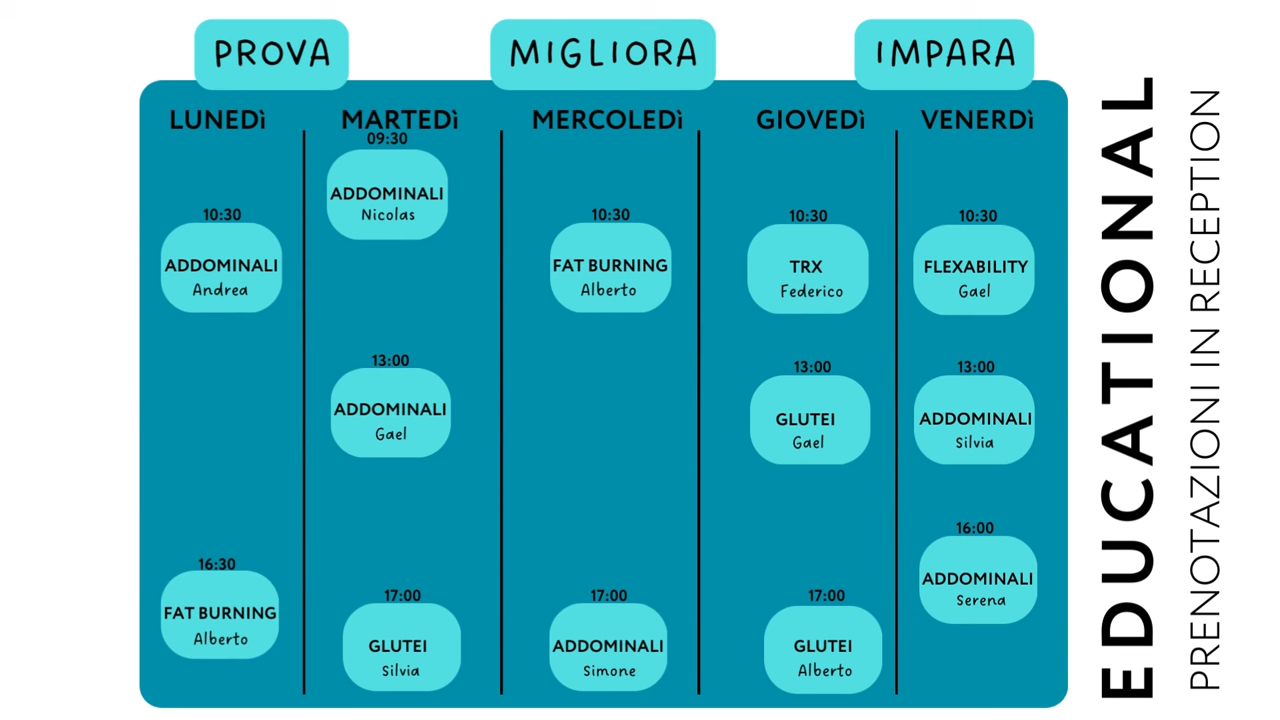 PROVA
MIGLIORA
IMPARA
LUNEDì
10:30
ADDOMINALI
Andrea
16:30
FAT BURNING
Alberto
MARTEDì
09:30
ADDOMINALI
Nicolas
13:00
ADDOMINALI
Gael
17:00
GLUTEI
Silvia
MERCOLEDì
10:30
FAT BURNING
Alberto
17:00
ADDOMINALI
Simone
GIOVEDì
10:30
TRX
Federico
13:00
GLUTEI
Gael
17:00
GLUTEI
Alberto
VENERDì
10:30
FLEXABILITY
Gael
13:00
ADDOMINALI
Silvia
16:00
ADDOMINALI
Serena
EDUCATIONAL
PRENOTAZIONI IN RECEPTION